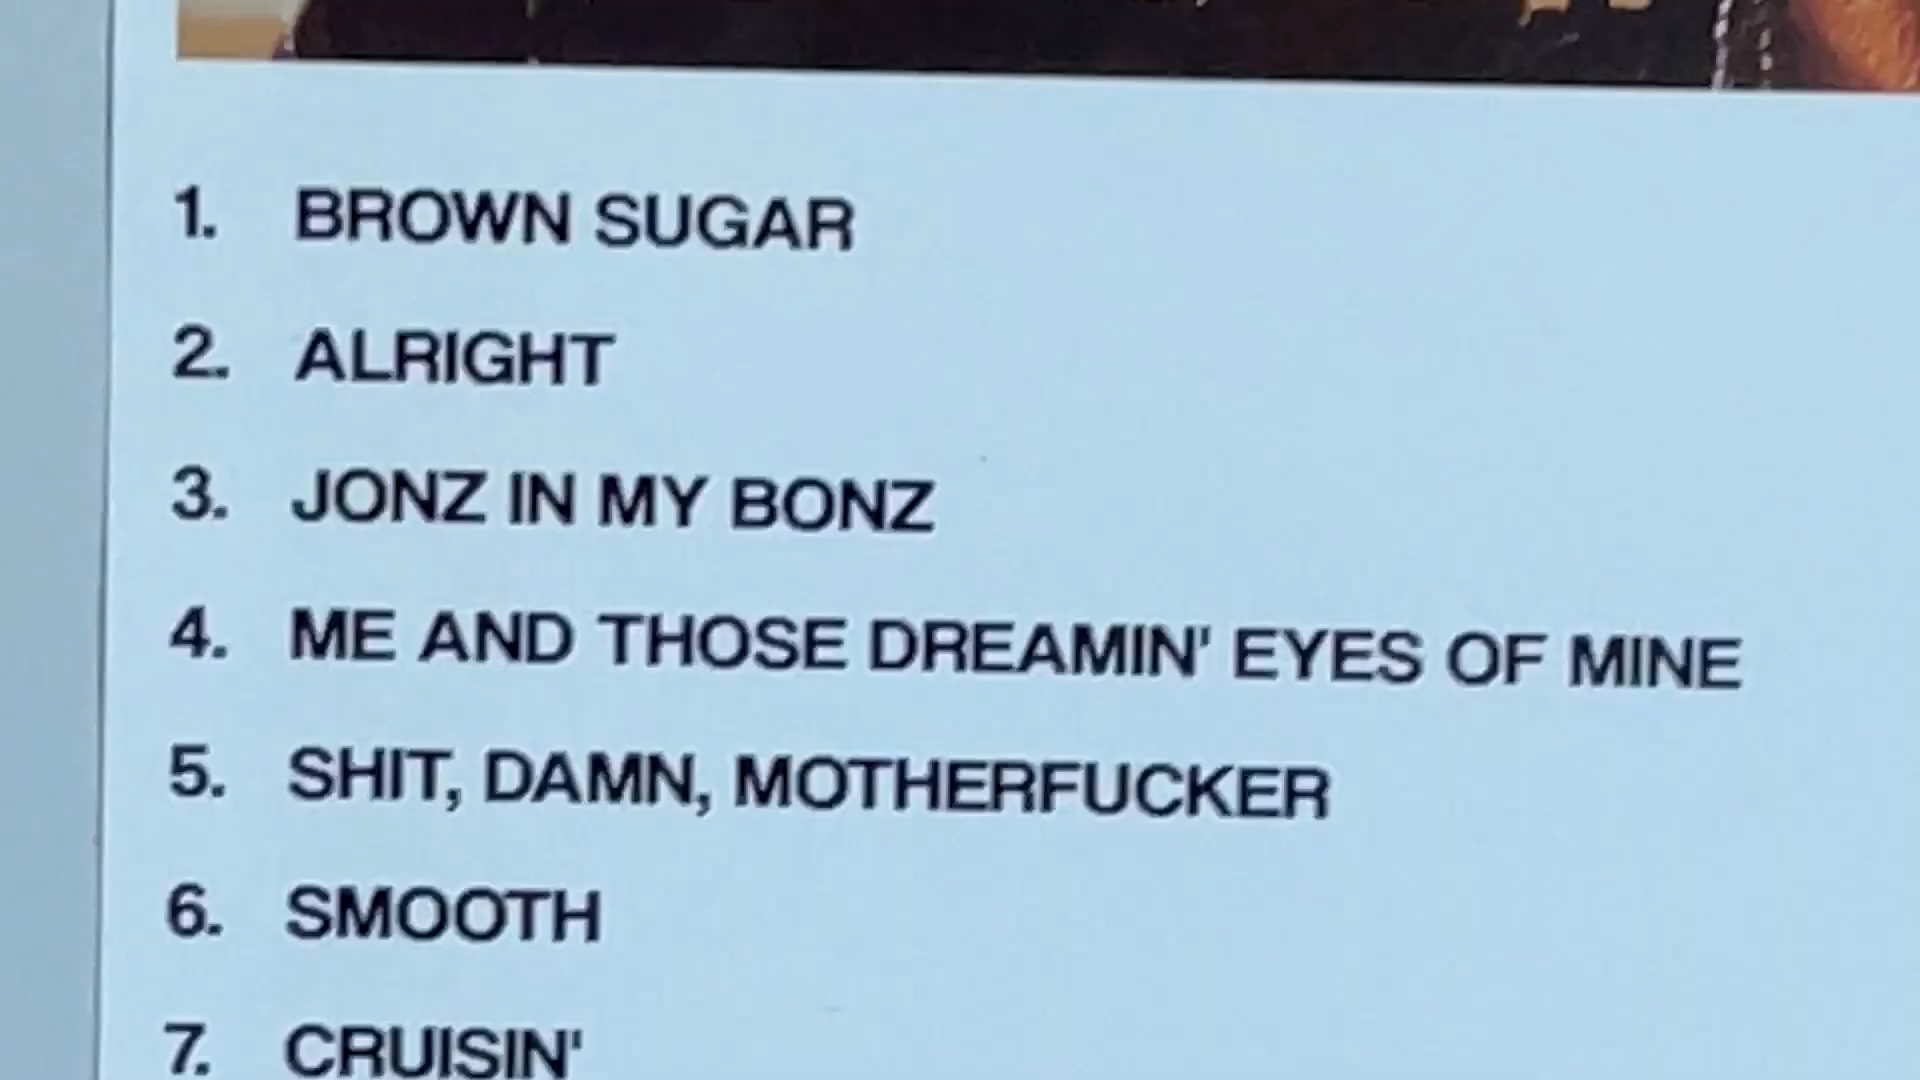 1. BROWN SUGAR
2. ALRIGHT
3. JONZ IN MY BONZ
4. ME AND THOSE DREAMIN' EYES OF MINE
5. SHIT, DAMN, MOTHERFUCKER
6. SMOOTH
7. CRUISIN'